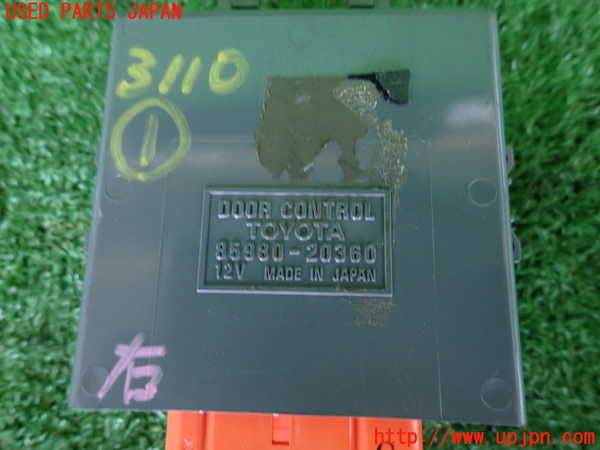 USED PARTS JAPAN
3110
1
DOOR CONTROL
TOYOTA
85980-20360
12V MADE IN JAPAN
右
http://www.upjpn.com